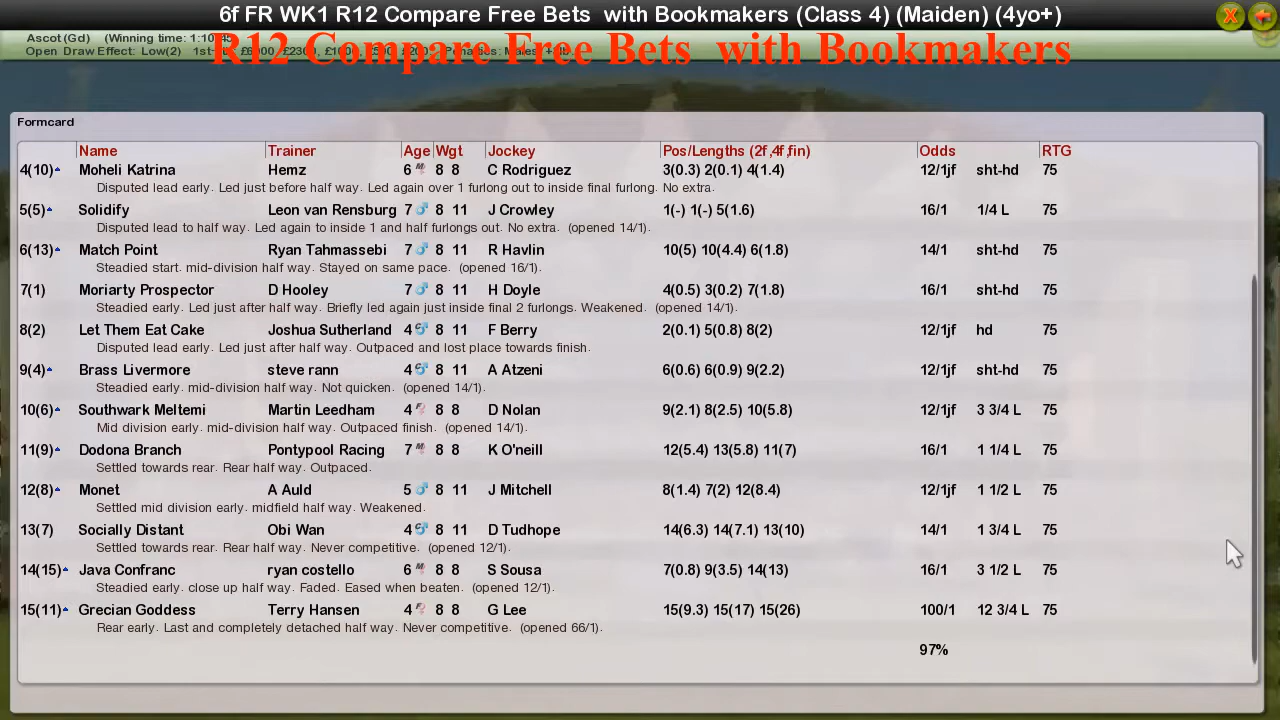 6f FR WK1 R12 Compare Free Bets with Bookmakers (Class 4) (Maiden) (4yo+)
Ascot(Gd) (Winning time: 1:10.
R12 Compare Free Bets with Bookmakers
Open Draw Effect: Low(2) 1st
Formcard
Name Trainer Age Wgt Jockey Pos/Lengths (2f,4f,fin) Odds RTG
4(10) Moheli Katrina Hemz 6 8 8 C Rodriguez 3(0.3) 2(0.1) 4(1.4) 12/1jf sht-hd 75
Disputed lead early. Led just before half way. Led again over 1 furlong out to inside final furlong. No extra.
5(5) Solidify Leon van Rensburg 7 8 11 J Crowley 1(-) 1(-) 5(1.6) 16/1 1/4 L 75
Disputed lead to half way. Led again to inside 1 and half furlongs out. No extra. (opened 14/1).
6(13) Match Point Ryan Tahmassebi 7 8 11 R Havlin 10(5) 10(4.4) 6(1.8) 14/1 sht-hd 75
Steadied start. mid-division half way. Stayed on same pace. (opened 16/1).
7(1) Moriarty Prospector D Hooley 7 8 11 H Doyle 4(0.5) 3(0.2) 7(1.8) 16/1 sht-hd 75
Steadied early. Led just after half way. Briefly led again just inside final 2 furlongs. Weakened. (opened 14/1).
8(2) Let Them Eat Cake Joshua Sutherland 4 8 11 F Berry 2(0.1) 5(0.8) 8(2) 12/1jf hd 75
Disputed lead early. Led just after half way. Outpaced and lost place towards finish.
9(4) Brass Livermore steve rann 4 8 11 A Atzeni 6(0.6) 6(0.9) 9(2.2) 12/1jf sht-hd 75
Steadied early. mid-division half way. Not quicken. (opened 14/1).
10(6) Southwark Meltemi Martin Leedham 4 8 8 D Nolan 9(2.1) 8(2.5) 10(5.8) 12/1jf 3 3/4 L 75
Mid division early. mid-division half way. Outpaced finish. (opened 14/1).
11(9) Dodona Branch Pontypool Racing 7 8 8 K O'neill 12(5.4) 13(5.8) 11(7) 16/1 1 1/4 L 75
Settled towards rear. Rear half way. Outpaced.
12(8) Monet A Auld 5 8 11 J Mitchell 8(1.4) 7(2) 12(8.4) 12/1jf 1 1/2 L 75
Settled mid division early. midfield half way. Weakened.
13(7) Socially Distant Obi Wan 4 8 11 D Tudhope 14(6.3) 14(7.1) 13(10) 14/1 1 3/4 L 75
Settled towards rear. Rear half way. Never competitive. (opened 12/1).
14(15) Java Confranc ryan costello 6 8 8 S Sousa 7(0.8) 9(3.5) 14(13) 16/1 3 1/2 L 75
Steadied early. close up half way. Faded. Eased when beaten. (opened 12/1).
15(11) Grecian Goddess Terry Hansen 4 8 8 G Lee 15(9.3) 15(17) 15(26) 100/1 12 3/4 L 75
Rear early. Last and completely detached half way. Never competitive. (opened 66/1).
97%